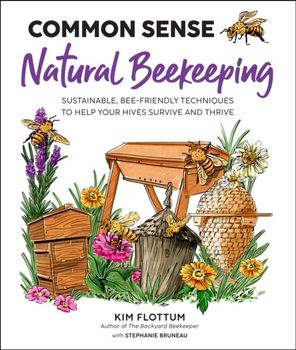 COMMON SENSE
Natural Beekeeping
SUSTAINABLE, BEE-FRIENDLY TECHNIQUES
TO HELP YOUR HIVES SURVIVE AND THRIVE
KIM FLOTTUM
Author of The Backyard Beekeeper
with STEPHANIE BRUNEAU